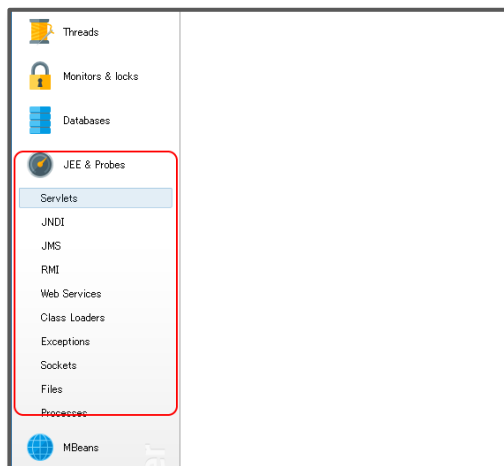 Threads
Monitors & locks
Databases
JEE & Probes
Servlets
JNDI
JMS
RMI
Web Services
Class Loaders
Exceptions
Sockets
Files
Processes
MBeans